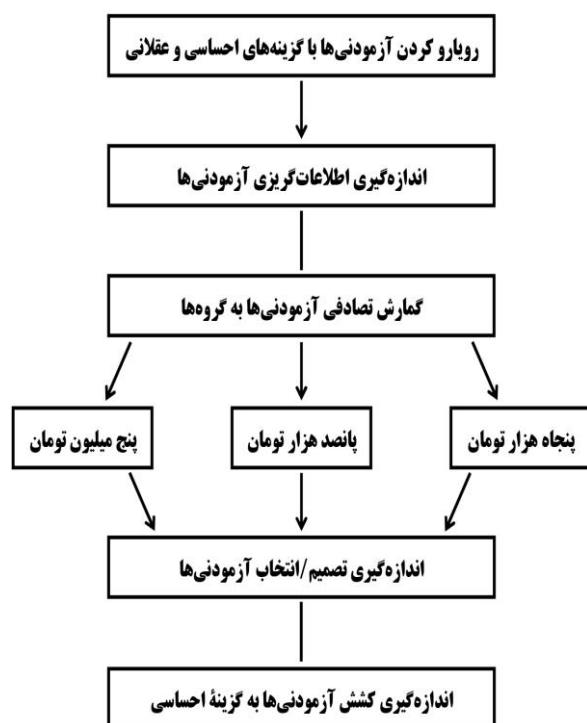 رویارو کردن آزمودنی‌ها با گزینه‌های احساسی و عقلانی
اندازه‌گیری اطلاعات‌گریزی آزمودنی‌ها
گمارش تصادفی آزمودنی‌ها به گروه‌ها
پنجاه هزار تومان
پانصد هزار تومان
پنج میلیون تومان
اندازه‌گیری تصمیم/انتخاب آزمودنی‌ها
اندازه‌گیری کشش آزمودنی‌ها به گزینهٔ احساسی